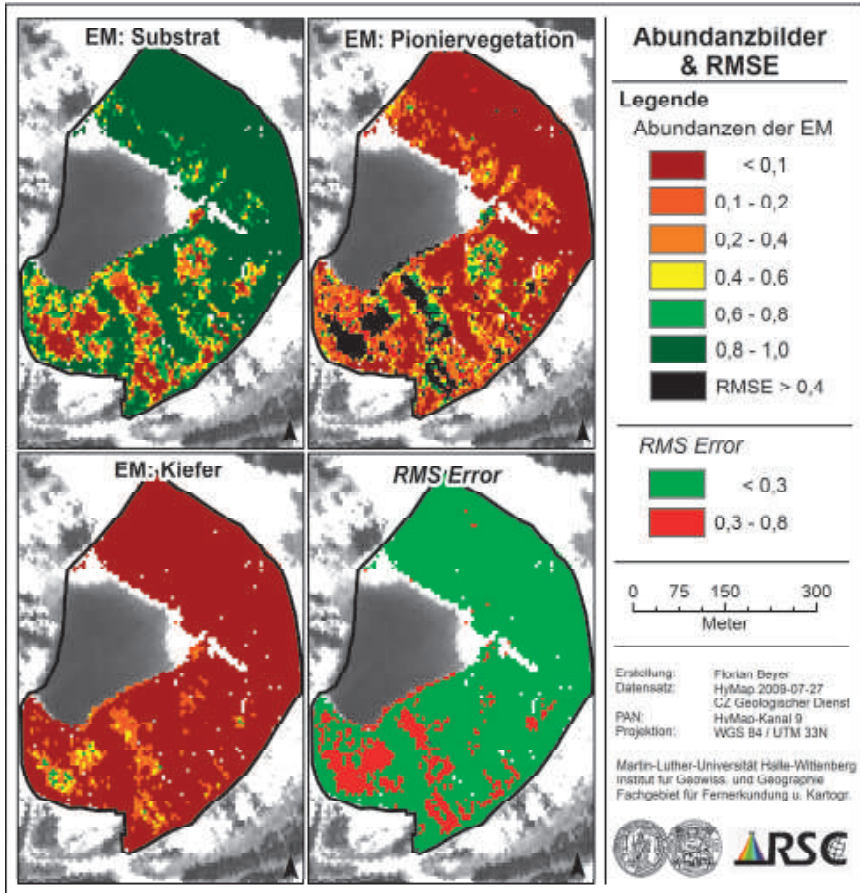 EM: Substrat
EM: Pioniervegetation
EM: Kiefer
RMS Error
Abundanzbilder
& RMSE
Legende
Abundanzen der EM
< 0,1
0,1 - 0,2
0,2 - 0,4
0.4 - 0.6
0,6 - 0,8
0,8 - 1,0
RMSE > 0,4
RMS Error
< 0.3
0,3 - 0,8
0 75 150 300
Meter
Erstellung: Florian Beyer
Datensatz: HyMap 2009-07-27
CZ Geologischer Dienst
PAN: HyMap-Kanal 9
Projektion: WGS 84 / UTM 33N
Martin-Luther-Universität Halle-Wittenberg
Institut für Geowiss. und Geographie
Fachgebiet für Fernerkundung u. Kartogr.
RSC